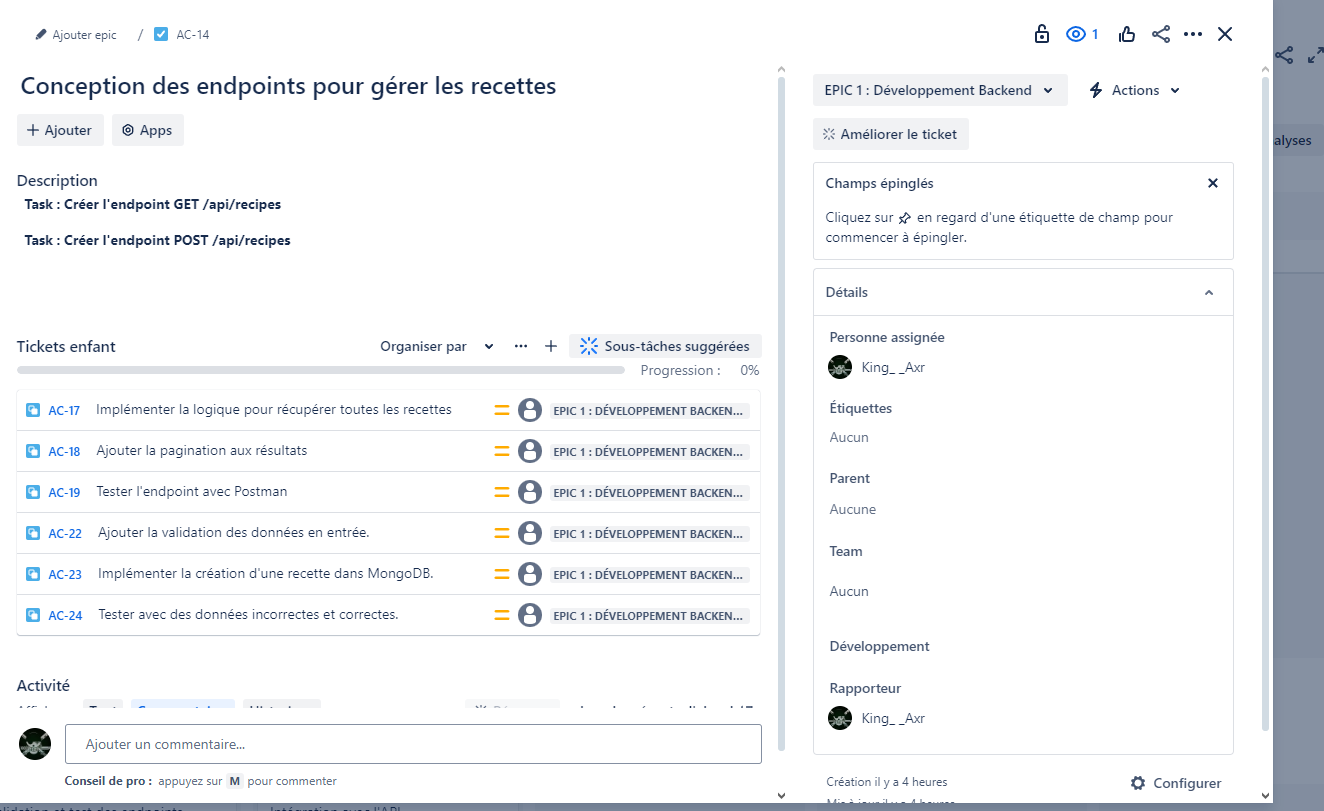 Ajouter epic / AC-14
1
Conception des endpoints pour gérer les recettes
Ajouter
Apps
Description
Task : Créer l'endpoint GET /api/recipes
Task : Créer l'endpoint POST /api/recipes
Tickets enfant
Organiser par
Sous-tâches suggérées
Progression : 0%
AC-17 Implémenter la logique pour récupérer toutes les recettes EPIC 1 : DÉVELOPPEMENT BACKEN...
AC-18 Ajouter la pagination aux résultats EPIC 1 : DÉVELOPPEMENT BACKEN...
AC-19 Tester l'endpoint avec Postman EPIC 1 : DÉVELOPPEMENT BACKEN...
AC-22 Ajouter la validation des données en entrée. EPIC 1 : DÉVELOPPEMENT BACKEN...
AC-23 Implémenter la création d'une recette dans MongoDB. EPIC 1 : DÉVELOPPEMENT BACKEN...
AC-24 Tester avec des données incorrectes et correctes. EPIC 1 : DÉVELOPPEMENT BACKEN...
Activité
Ajouter un commentaire...
Conseil de pro : appuyez sur M pour commenter
EPIC 1 : Développement Backend
Actions
Améliorer le ticket
Champs épinglés
Cliquez sur en regard d'une étiquette de champ pour
commencer à épingler.
Détails
Personne assignée
King_ _Axr
Étiquettes
Aucun
Parent
Aucune
Team
Aucun
Développement
Rapporteur
King_ _Axr
Création il y a 4 heures
Mis à jour il y a 4 heures
Configurer
alyses